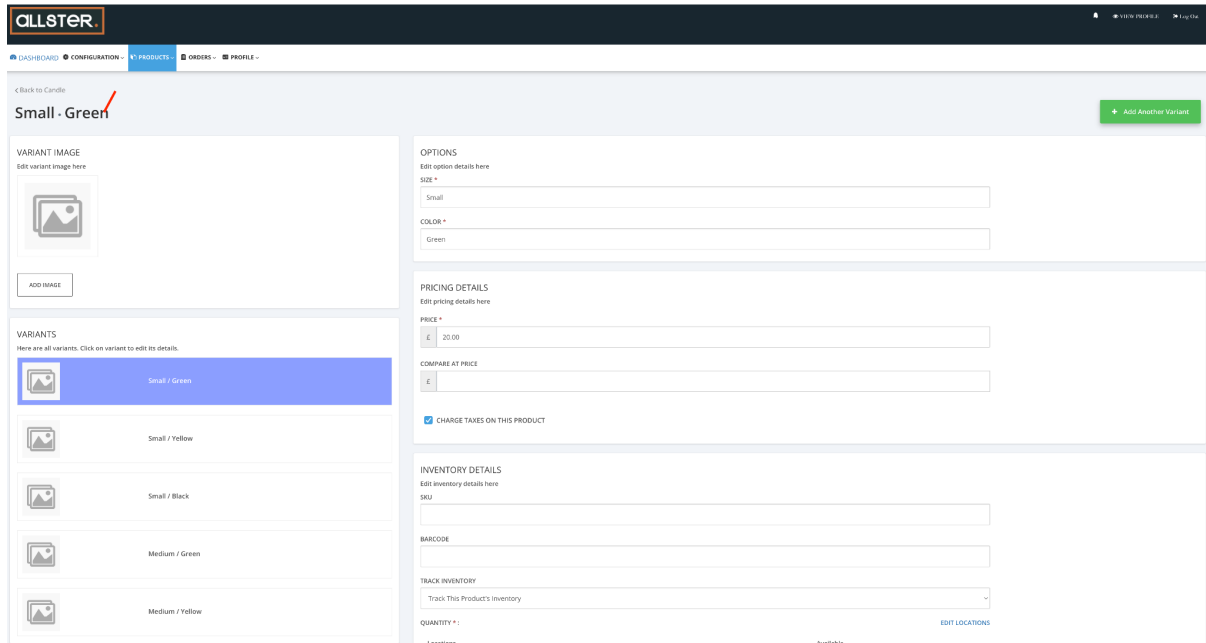 ALLSTER.
VIEW PROFILE Log Out
DASHBOARD CONFIGURATION PRODUCTS ORDERS PROFILE
Back to Candle
Small - Green
+ Add Another Variant
VARIANT IMAGE
Edit variant image here
ADD IMAGE
VARIANTS
Here are all variants. Click on variant to edit its details.
Small / Green
Small / Yellow
Small / Black
Medium / Green
Medium / Yellow
OPTIONS
Edit option details here
SIZE *
Small
COLOR *
Green
PRICING DETAILS
Edit pricing details here
PRICE *
£ 20.00
COMPARE AT PRICE
£
CHARGE TAXES ON THIS PRODUCT
INVENTORY DETAILS
Edit inventory details here
SKU
BARCODE
TRACK INVENTORY
Track This Product's Inventory
QUANTITY * : EDIT LOCATIONS
Locations Available